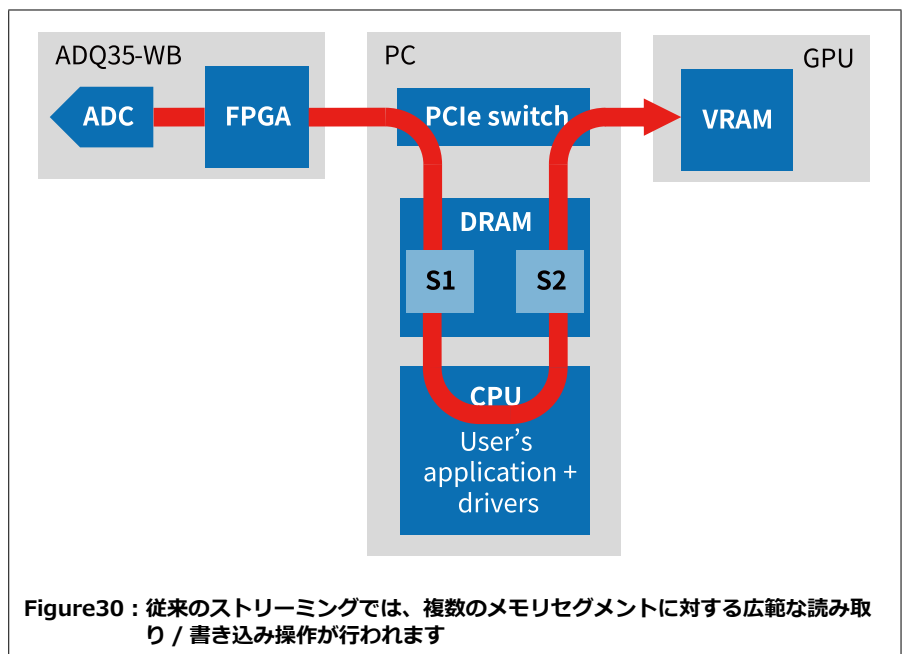 ADQ35-WB
PC
GPU
ADC
FPGA
PCIe switch
VRAM
DRAM
S1
S2
CPU
User’s
application +
drivers
Figure30：従来のストリーミングでは、複数のメモリセグメントに対する広範な読み取
り / 書き込み操作が行われます